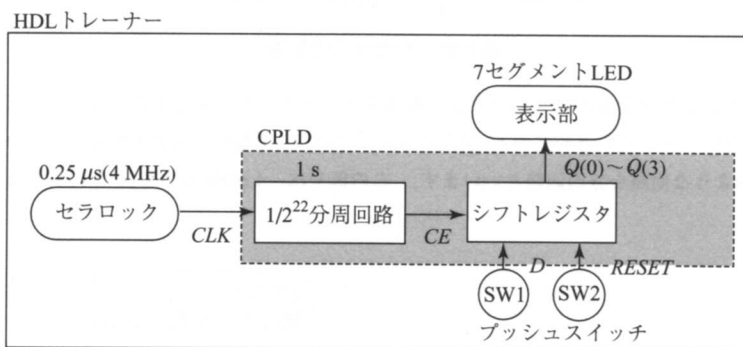 HDLトレーナー
7セグメントLED
表示部
CPLD
0.25 μs(4 MHz)
1 s
Q(0)～Q(3)
セラロック
1/2²²分周回路
シフトレジスタ
CLK
CE
D
RESET
SW1
SW2
プッシュスイッチ